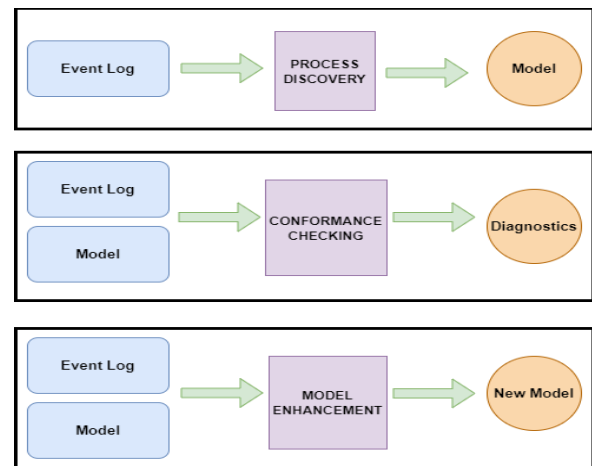 Event Log
PROCESS
DISCOVERY
Model
Event Log
Model
CONFORMANCE
CHECKING
Diagnostics
Event Log
Model
MODEL
ENHANCEMENT
New Model